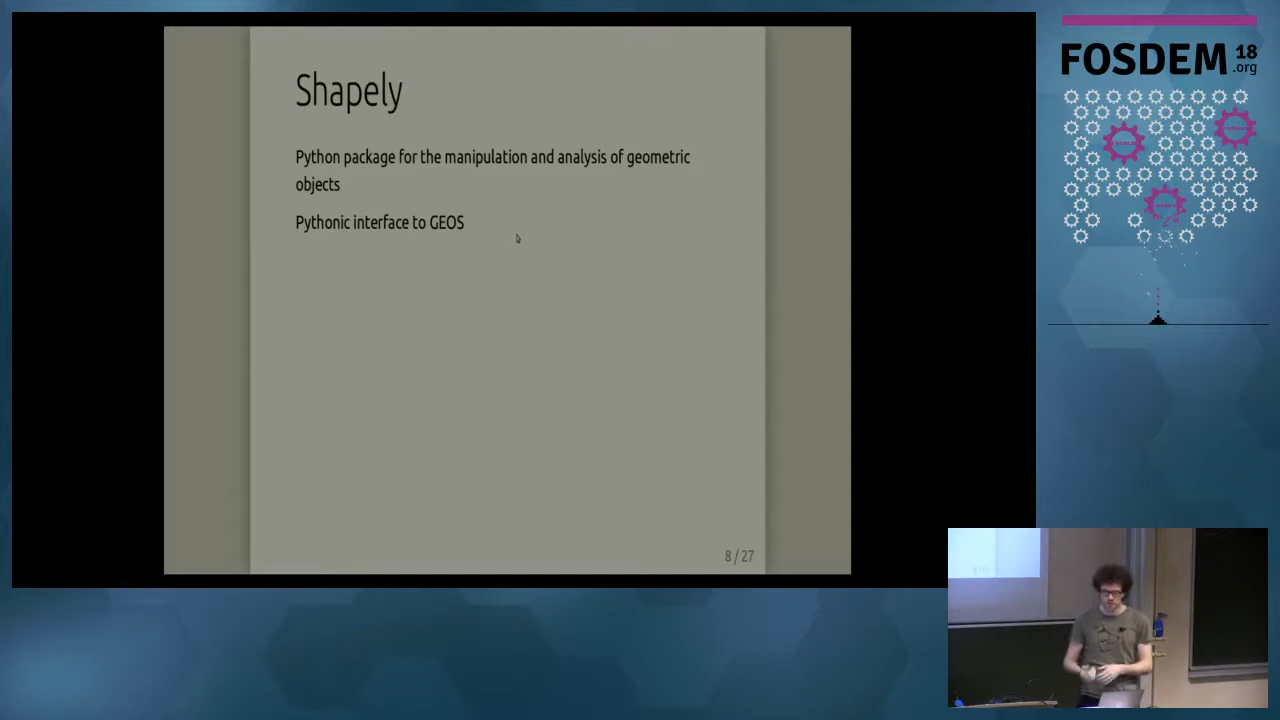 Shapely
Python package for the manipulation and analysis of geometric
objects
Pythonic interface to GEOS
8 / 27
FOSDEM 18
.org